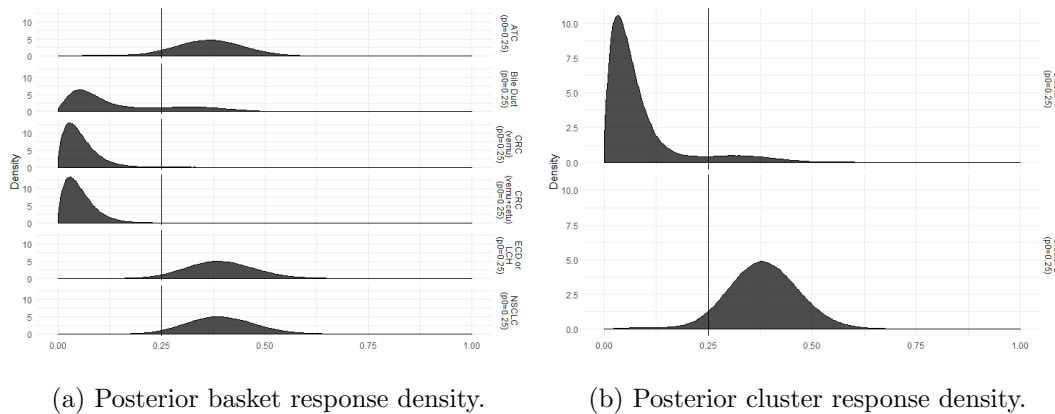 Density
10
5
0
ATC
(p0=0.25)
10
5
0
Bile Duct
(p0=0.25)
10
5
0
CRC
(vemu)
(p0=0.25)
10
5
0
CRC
(vemu+cetu)
(p0=0.25)
10
5
0
ECD or
LCH
(p0=0.25)
10
5
0
NSCLC
(p0=0.25)
0.00 0.25 0.50 0.75 1.00
Density
10.0
7.5
5.0
2.5
0.0
(p0=0.25)
10.0
7.5
5.0
2.5
0.0
(p0=0.25)
0.00 0.25 0.50 0.75 1.00
(a) Posterior basket response density.
(b) Posterior cluster response density.